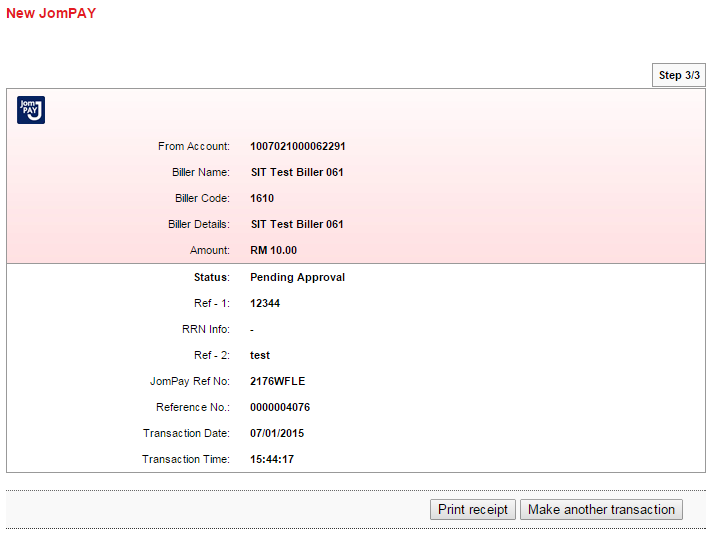 New JomPAY
Step 3/3
Jom
PAY
From Account: 1007021000062291
Biller Name: SIT Test Biller 061
Biller Code: 1610
Biller Details: SIT Test Biller 061
Amount: RM 10.00
Status: Pending Approval
Ref - 1: 12344
RRN Info: -
Ref - 2: test
JomPay Ref No: 2176WFLE
Reference No.: 0000004076
Transaction Date: 07/01/2015
Transaction Time: 15:44:17
Print receipt Make another transaction